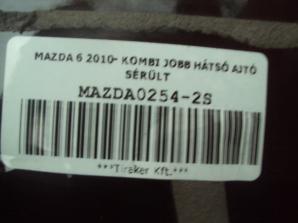 MAZDA 6 2010- KOMBI JOBB HÁTSÓ AJTÓ
SÉRÜLT
MAZDA0254-2S
***Tiraker Kft.***